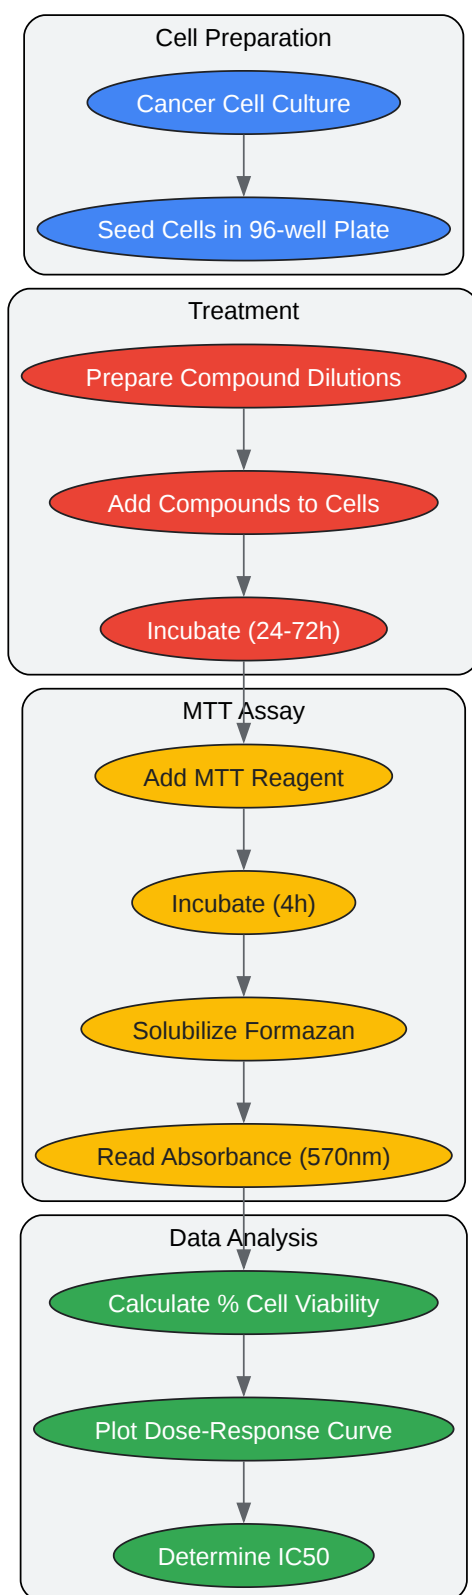 Cell Preparation
Cancer Cell Culture
Seed Cells in 96-well Plate
Treatment
Prepare Compound Dilutions
Add Compounds to Cells
Incubate (24-72h)
MTT Assay
Add MTT Reagent
Incubate (4h)
Solubilize Formazan
Read Absorbance (570nm)
Data Analysis
Calculate % Cell Viability
Plot Dose-Response Curve
Determine IC50